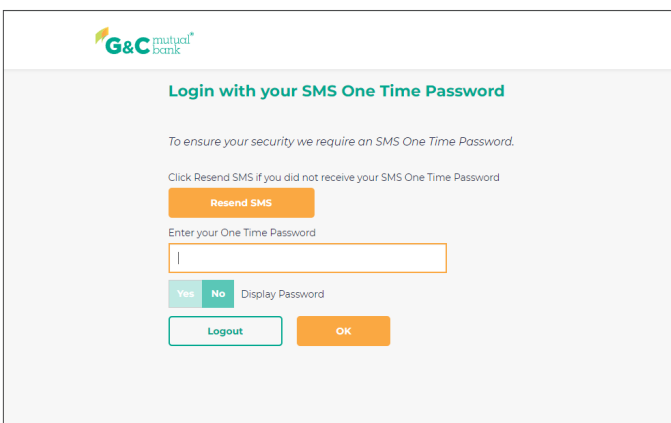 G&C mutual
bank
Login with your SMS One Time Password
To ensure your security we require an SMS One Time Password.
Click Resend SMS if you did not receive your SMS One Time Password
Resend SMS
Enter your One Time Password
Yes No Display Password
Logout OK